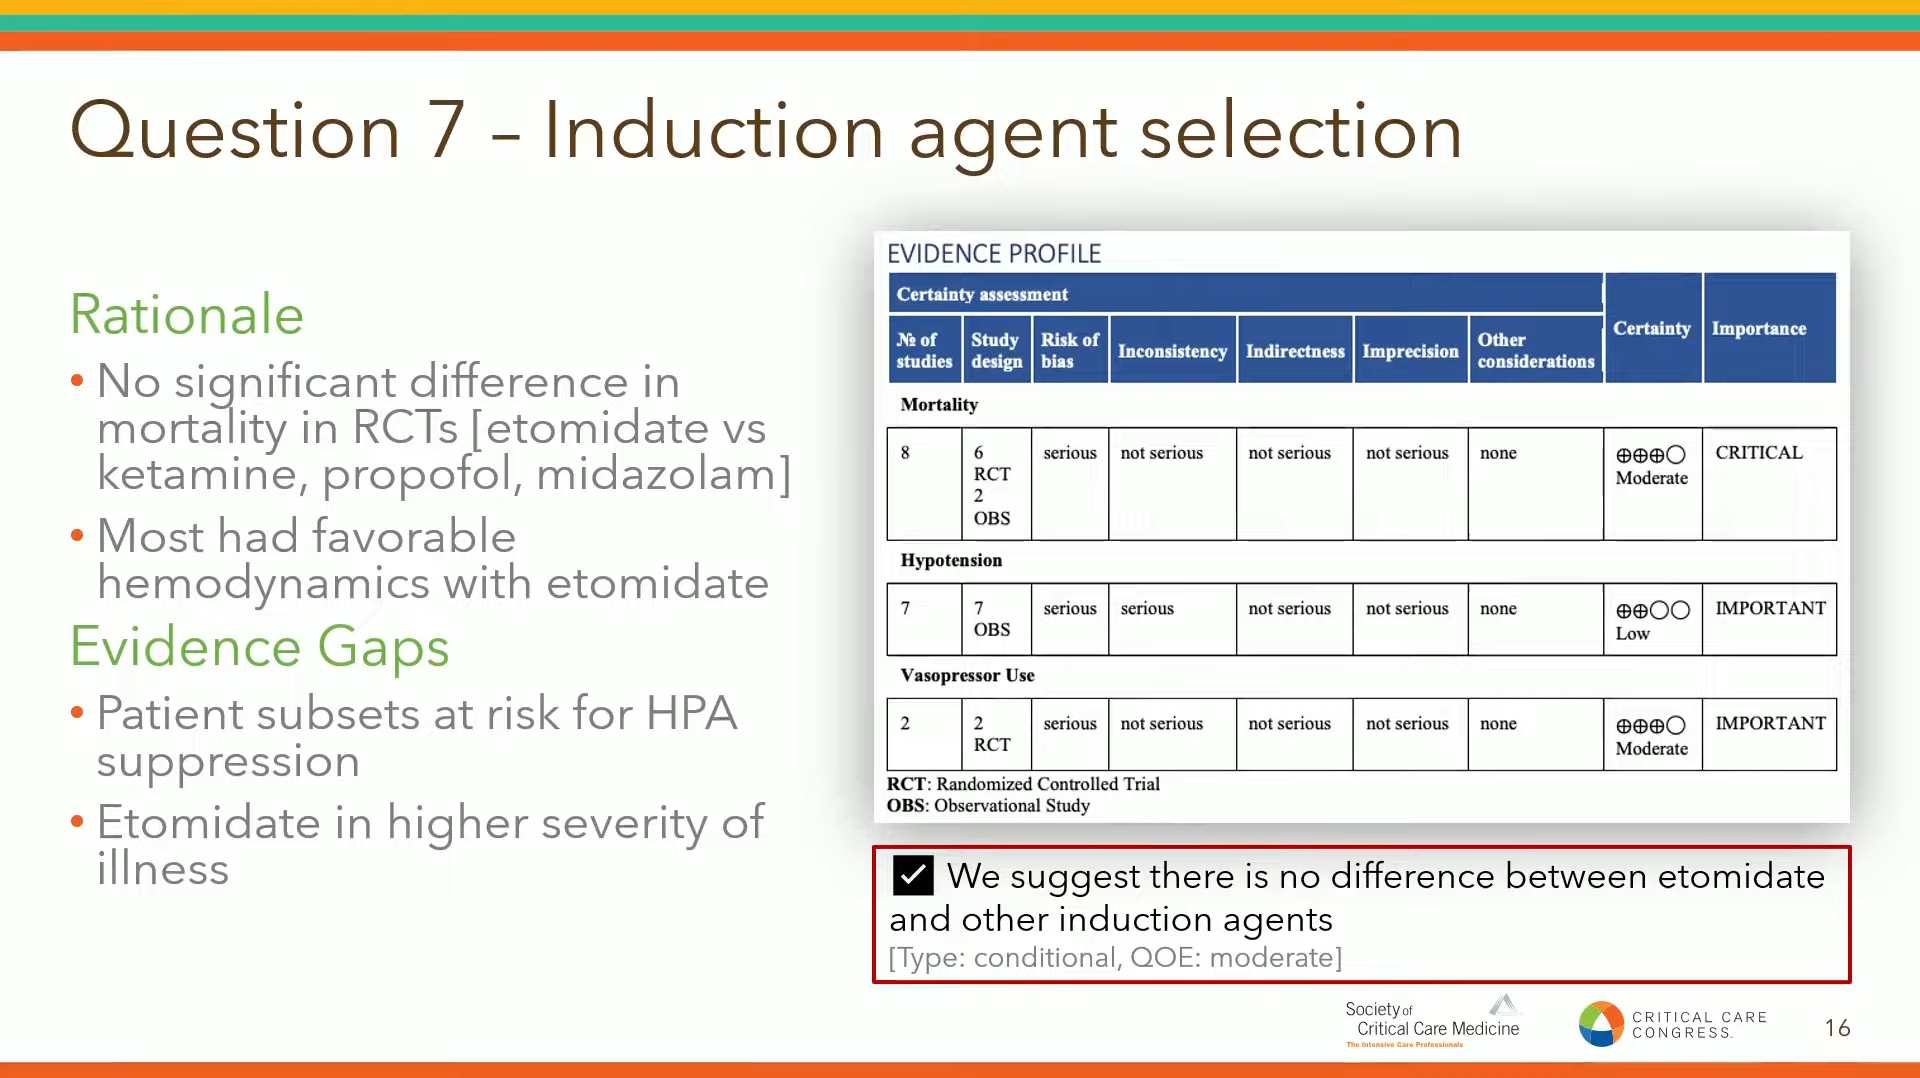 Question 7 – Induction agent selection
Rationale
• No significant difference in
mortality in RCTs [etomidate vs
ketamine, propofol, midazolam]
• Most had favorable
hemodynamics with etomidate
Evidence Gaps
• Patient subsets at risk for HPA
suppression
• Etomidate in higher severity of
illness
EVIDENCE PROFILE
Certainty assessment
Certainty
Importance
№ of
studies
Study
design
Risk of
bias
Inconsistency
Indirectness
Imprecision
Other
considerations
Mortality
8
6
RCT
2
OBS
serious
not serious
not serious
not serious
none
⊕⊕⊕◯
Moderate
CRITICAL
Hypotension
7
7
OBS
serious
serious
not serious
not serious
none
⊕⊕◯◯
Low
IMPORTANT
Vasopressor Use
2
2
RCT
serious
not serious
not serious
not serious
none
⊕⊕⊕◯
Moderate
IMPORTANT
RCT: Randomized Controlled Trial
OBS: Observational Study
We suggest there is no difference between etomidate
and other induction agents
[Type: conditional, QOE: moderate]
Society of
Critical Care Medicine
The Intensive Care Professionals
CRITICAL CARE
CONGRESS.
16